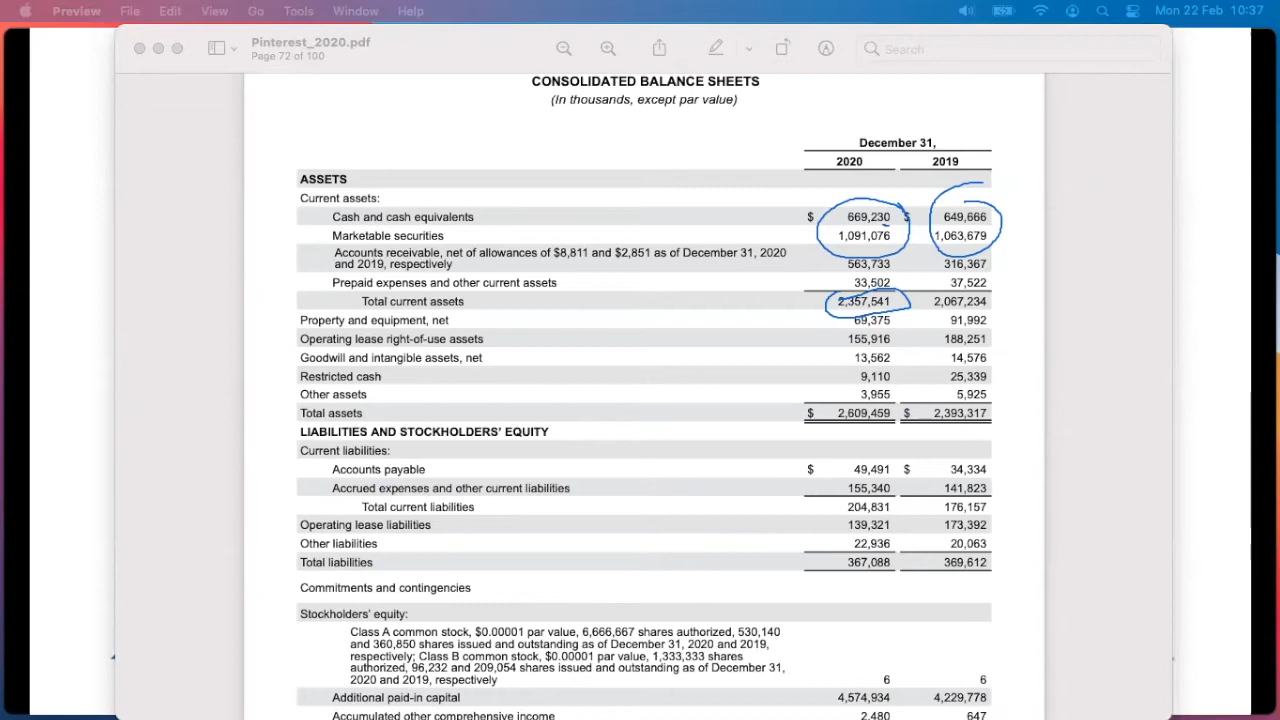 Preview File Edit View Go Tools Window Help Mon 22 Feb 10:37
Pinterest_2020.pdf
Page 72 of 100
Search
CONSOLIDATED BALANCE SHEETS
(In thousands, except par value)
December 31,
2020 2019
ASSETS
Current assets:
Cash and cash equivalents $ 669,230 $ 649,666
Marketable securities 1,091,076 1,063,679
Accounts receivable, net of allowances of $8,811 and $2,851 as of December 31, 2020
and 2019, respectively 563,733 316,367
Prepaid expenses and other current assets 33,502 37,522
Total current assets 2,357,541 2,067,234
Property and equipment, net 69,375 91,992
Operating lease right-of-use assets 155,916 188,251
Goodwill and intangible assets, net 13,562 14,576
Restricted cash 9,110 25,339
Other assets 3,955 5,925
Total assets $ 2,609,459 $ 2,393,317
LIABILITIES AND STOCKHOLDERS' EQUITY
Current liabilities:
Accounts payable $ 49,491 $ 34,334
Accrued expenses and other current liabilities 155,340 141,823
Total current liabilities 204,831 176,157
Operating lease liabilities 139,321 173,392
Other liabilities 22,936 20,063
Total liabilities 367,088 369,612
Commitments and contingencies
Stockholders' equity:
Class A common stock, $0.00001 par value, 6,666,667 shares authorized, 530,140
and 360,850 shares issued and outstanding as of December 31, 2020 and 2019,
respectively; Class B common stock, $0.00001 par value, 1,333,333 shares
authorized, 96,232 and 209,054 shares issued and outstanding as of December 31,
2020 and 2019, respectively 6 6
Additional paid-in capital 4,574,934 4,229,778
Accumulated other comprehensive income 2,480 647